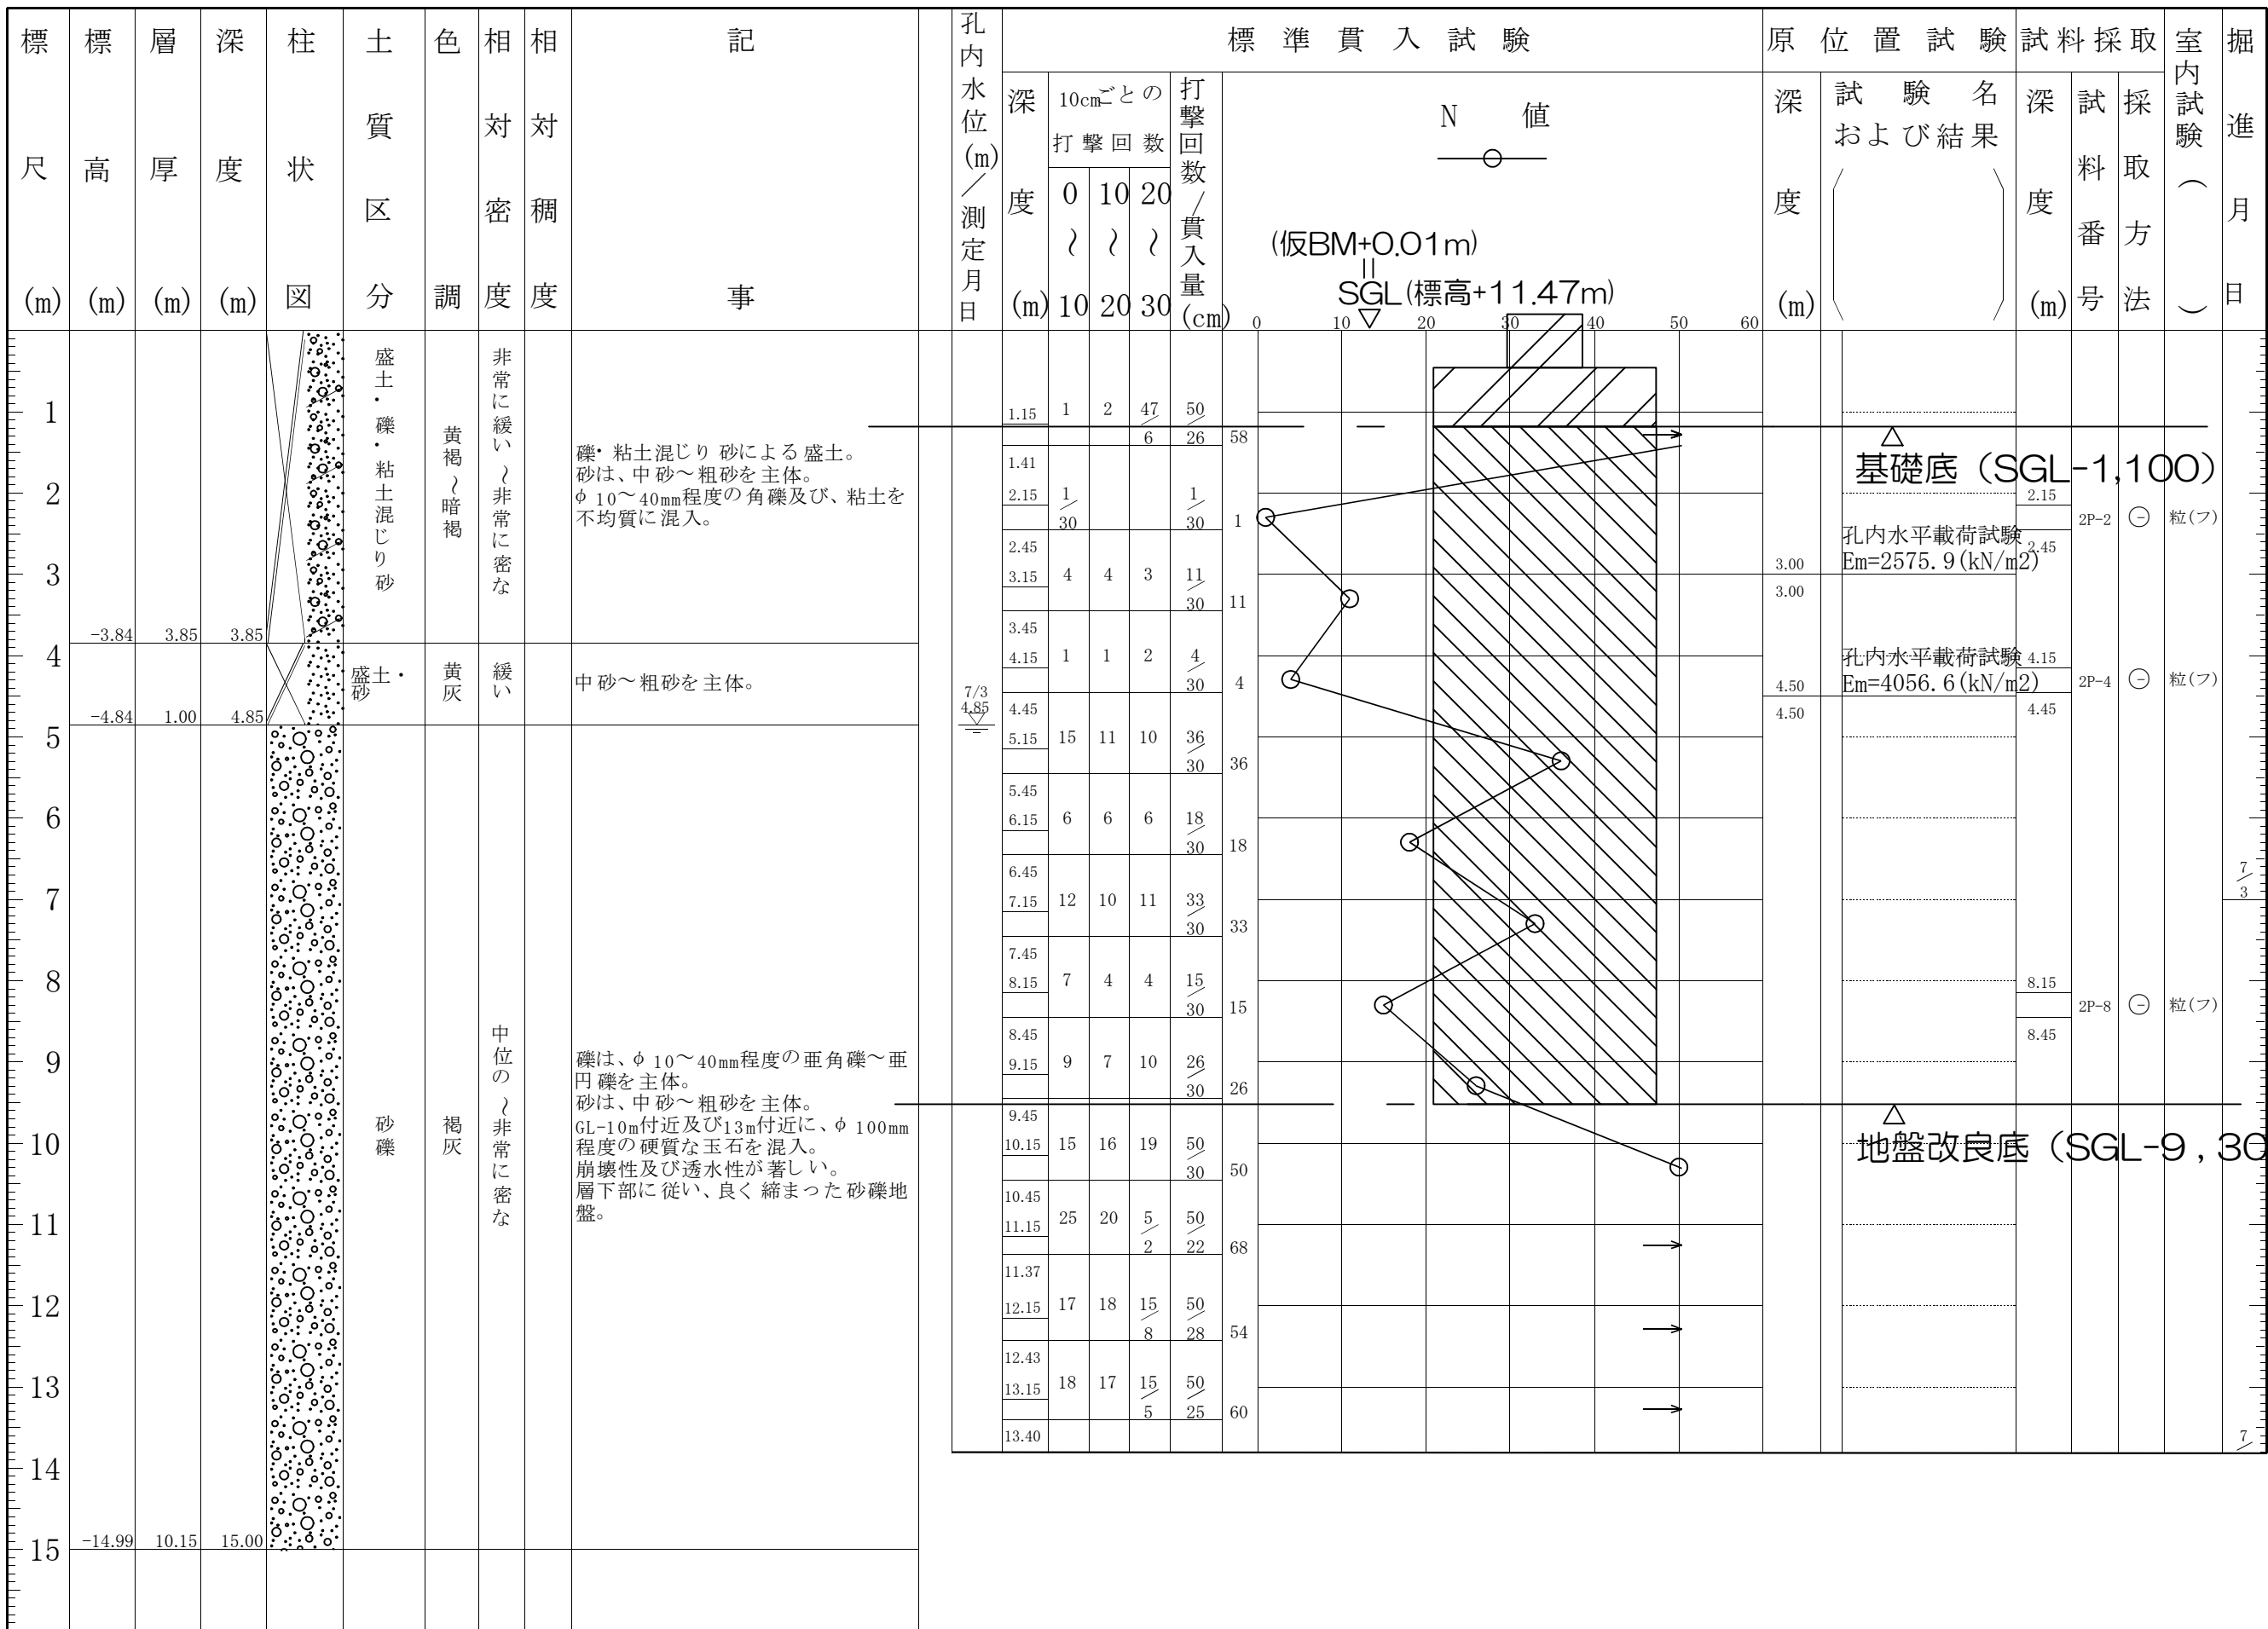 標尺(m)
標高(m)
層厚(m)
深度(m)
柱状図
土質区分
色調
相対密度
相対稠度
記事
孔内水位(m)／測定月日
標準貫入試験
深度(m)
10cmごとの
打撃回数
0〜10
10〜20
20〜30
打撃回数/貫入量(cm)
N 値
(仮BM+0.01m)
=
SGL(標高+11.47m)
0 10 20 30 40 50 60
原位置試験
深度(m)
試験名
および結果
試料採取
深度(m)
試料番号
採取方法
室内試験（ ）
掘進月日
1
2
3
4
5
6
7
8
9
10
11
12
13
14
15
-3.84 3.85 3.85
-4.84 1.00 4.85
-14.99 10.15 15.00
盛土・礫・粘土混じり砂
黄褐〜暗褐
非常に緩い〜非常に密な
礫・粘土混じり砂による盛土。
砂は、中砂〜粗砂を主体。
φ10〜40mm程度の角礫及び、粘土を
不均質に混入。
盛土・
砂
黄灰
緩い
中砂〜粗砂を主体。
砂礫
褐灰
中位の〜非常に密な
礫は、φ10〜40mm程度の亜角礫〜亜
円礫を主体。
砂は、中砂〜粗砂を主体。
GL-10m付近及び13m付近に、φ100mm
程度の硬質な玉石を混入。
崩壊性及び透水性が著しい。
層下部に従い、良く締まった砂礫地
盤。
7/3
4.85
1.15 1 2 47/6 50/26 58
1.41
2.15 1/30 1/30 1
2.45
3.15 4 4 3 11/30 11
3.45
4.15 1 1 2 4/30 4
4.45
5.15 15 11 10 36/30 36
5.45
6.15 6 6 6 18/30 18
6.45
7.15 12 10 11 33/30 33
7.45
8.15 7 4 4 15/30 15
8.45
9.15 9 7 10 26/30 26
9.45
10.15 15 16 19 50/30 50
10.45
11.15 25 20 5/2 50/22 68
11.37
12.15 17 18 15/8 50/28 54
12.43
13.15 18 17 15/5 50/25 60
13.40
基礎底（SGL-1,100）
3.00
3.00
孔内水平載荷試験
Em=2575.9(kN/m2)
4.50
4.50
孔内水平載荷試験
Em=4056.6(kN/m2)
地盤改良底（SGL-9,30
2.15
2.45
2P-2 粒(フ)
4.15
4.45
2P-4 粒(フ)
8.15
8.45
2P-8 粒(フ)
7/3
7/